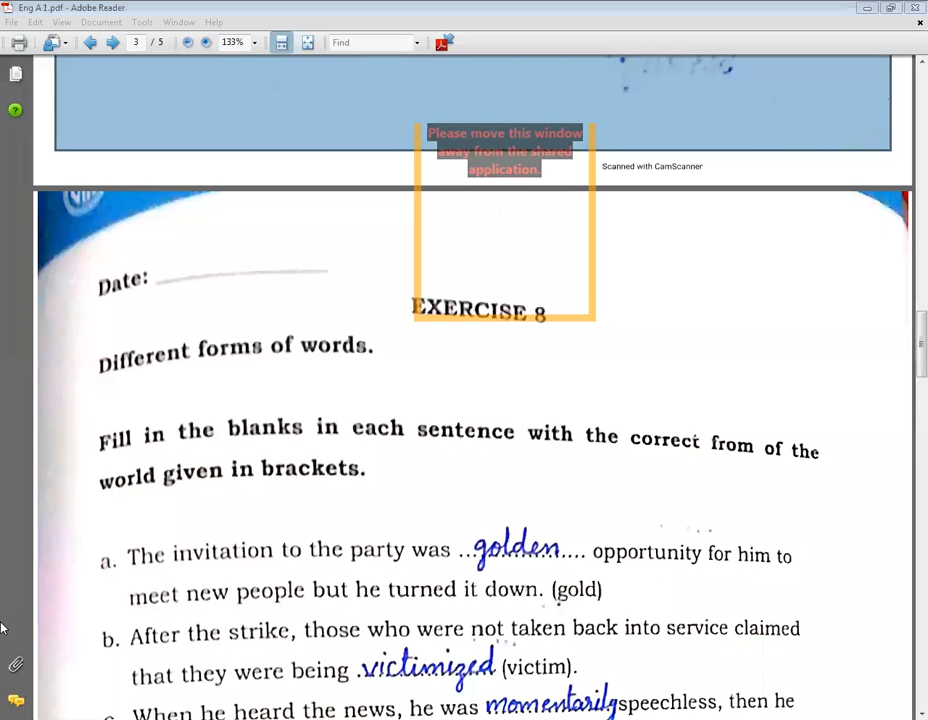 Eng A 1.pdf - Adobe Reader
File Edit View Document Tools Window Help
3 / 5 133% Find
Please move this window
away from the shared
application.
Scanned with CamScanner
Date:
EXERCISE 8
Different forms of words.
Fill in the blanks in each sentence with the correct from of the
world given in brackets.
a. The invitation to the party was ...golden.... opportunity for him to
meet new people but he turned it down. (gold)
b. After the strike, those who were not taken back into service claimed
that they were being .victimized (victim).
c. When he heard the news, he was momentarily speechless, then he